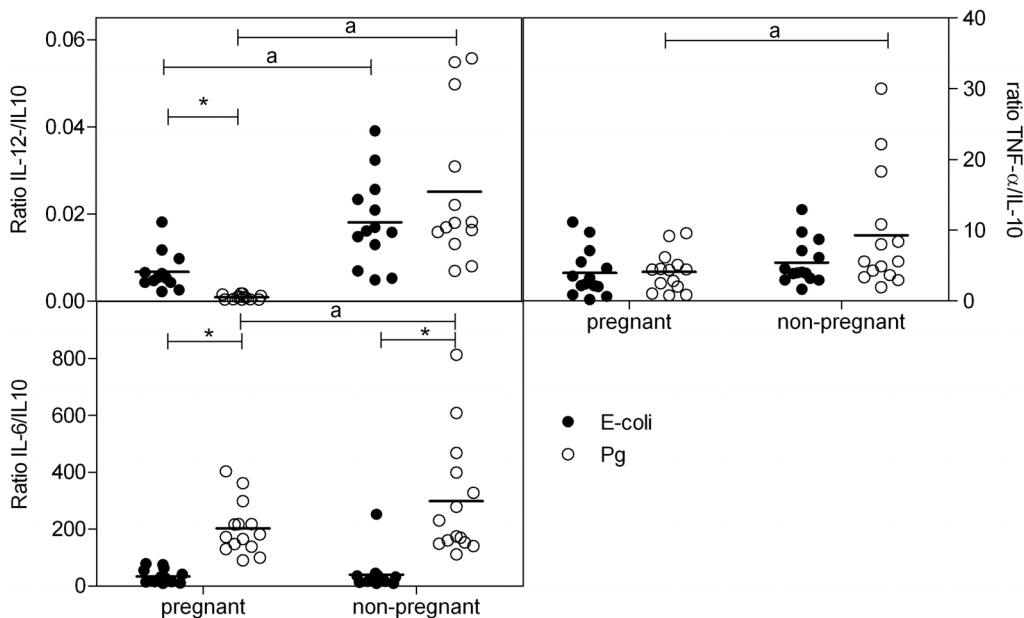 Ratio IL-12-/IL10
0.06
0.04
0.02
0.00
a
a
*
a
40
30
20
10
0
ratio TNF-α/IL-10
pregnant
non-pregnant
Ratio IL-6/IL10
800
600
400
200
0
a
*
*
pregnant
non-pregnant
E-coli
Pg